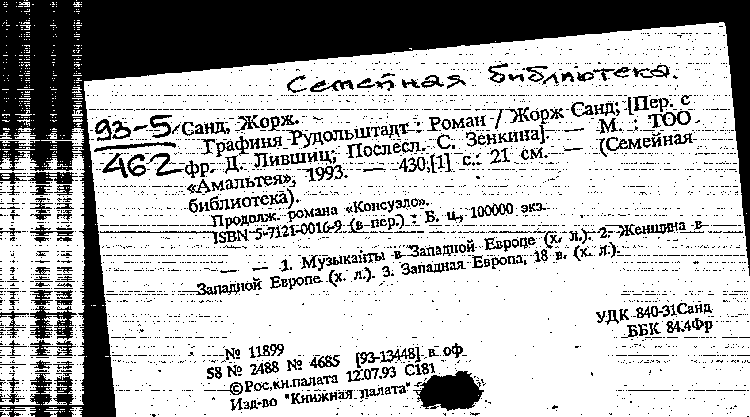 Семейная библиотека.
93-5
462
Санд, Жорж.
Графиня Рудольштадт : Роман / Жорж Санд; [Пер. с
фр. Д. Лившиц; Послесл. С. Зенкина]. — М. : ТОО
«Амальтея», 1993. — 430,[1] с.; 21 см. — (Семейная
библиотека).
Продолж. романа «Консуэло».
ISBN 5-7121-0016-9 (в пер.) : Б. ц., 100000 экз.
— — 1. Музыканты в Западной Европе (х. л.). 2. Женщина в
Западной Европе (х. л.). 3. Западная Европа, 18 в. (х. л.).
УДК 840-31Санд
ББК 84.4Фр
№ 11899
58 № 2488 № 4685 [93-13448] в оф
©Рос.кн.палата 12.07.93 С181
Изд-во "Книжная палата"